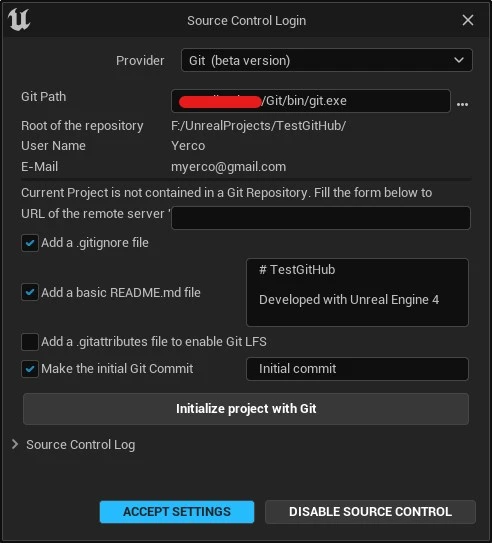 Source Control Login
Provider Git (beta version)
Git Path /Git/bin/git.exe ...
Root of the repository F:/UnrealProjects/TestGitHub/
User Name Yerco
E-Mail myerco@gmail.com
Current Project is not contained in a Git Repository. Fill the form below to
URL of the remote server '
Add a .gitignore file
# TestGitHub
Add a basic README.md file
Developed with Unreal Engine 4
Add a .gitattributes file to enable Git LFS
Make the initial Git Commit Initial commit
Initialize project with Git
Source Control Log
ACCEPT SETTINGS DISABLE SOURCE CONTROL